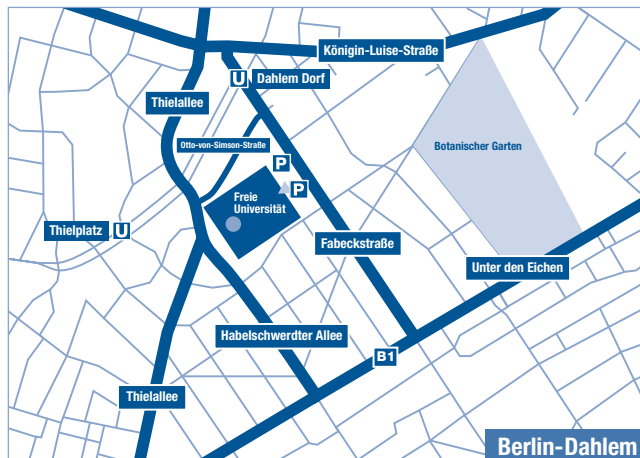 Königin-Luise-Straße
U
Dahlem Dorf
Thielallee
Otto-von-Simson-Straße
Botanischer Garten
P
P
Freie
Universität
Thielplatz
U
Fabeckstraße
Unter den Eichen
Habelschwerdter Allee
B1
Thielallee
Berlin-Dahlem